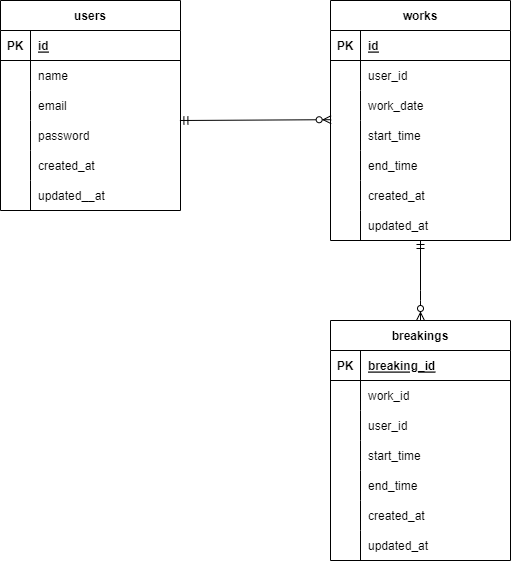 users
PK id
name
email
password
created_at
updated__at
works
PK id
user_id
work_date
start_time
end_time
created_at
updated_at
breakings
PK breaking_id
work_id
user_id
start_time
end_time
created_at
updated_at